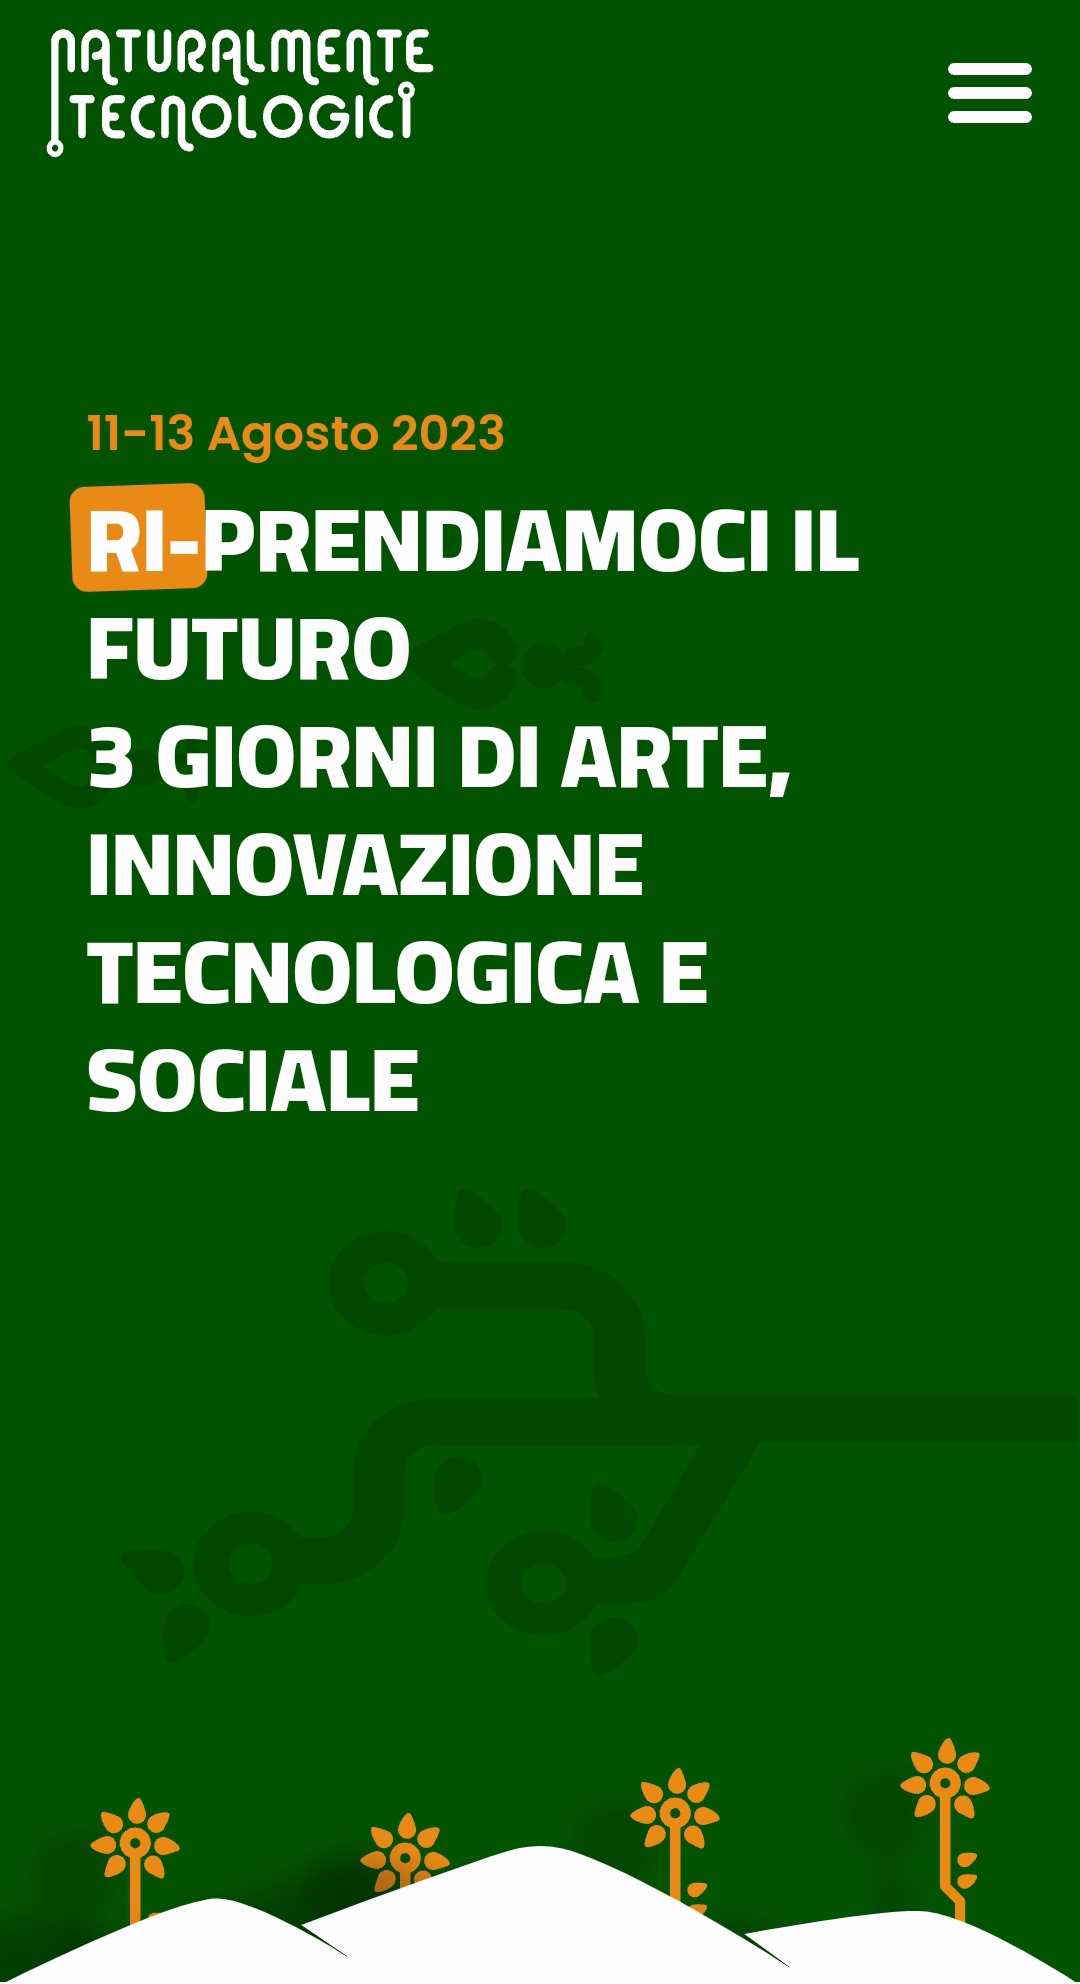 NATURALMENTE
TECNOLOGICI
11-13 Agosto 2023
RI-PRENDIAMOCI IL
FUTURO
3 GIORNI DI ARTE,
INNOVAZIONE
TECNOLOGICA E
SOCIALE